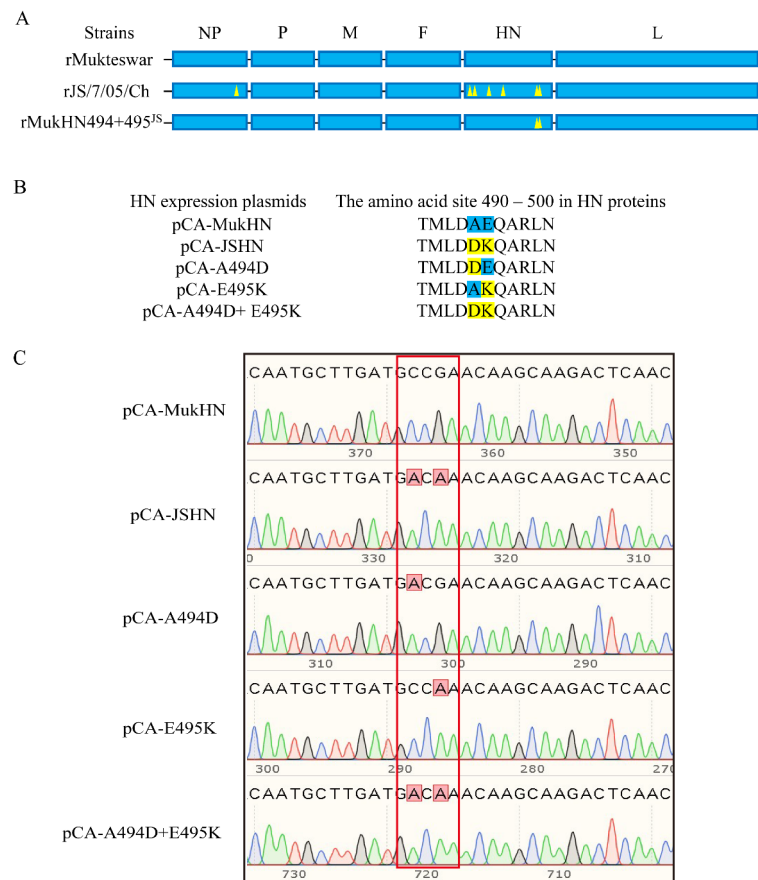 A
Strains NP P M F HN L
rMukteswar
rJS/7/05/Ch
rMukHN494+495JS
B
HN expression plasmids The amino acid site 490 – 500 in HN proteins
pCA-MukHN TMLDAEQARLN
pCA-JSHN TMLDDKQARLN
pCA-A494D TMLDDEQARLN
pCA-E495K TMLDAKQARLN
pCA-A494D+ E495K TMLDDKQARLN
C
CAATGCTTGATGCCGAACAAGCAAGACTCAAC
pCA-MukHN
370 360 350
CAATGCTTGATGACAAACAAGCAAGACTCAAC
pCA-JSHN
0 330 320 310
CAATGCTTGATGACGAACAAGCAAGACTCAAC
pCA-A494D
310 300 290
CAATGCTTGATGCCAAACAAGCAAGACTCAAC
pCA-E495K
300 290 280 270
CAATGCTTGATGACAAACAAGCAAGACTCAAC
pCA-A494D+E495K
730 720 710